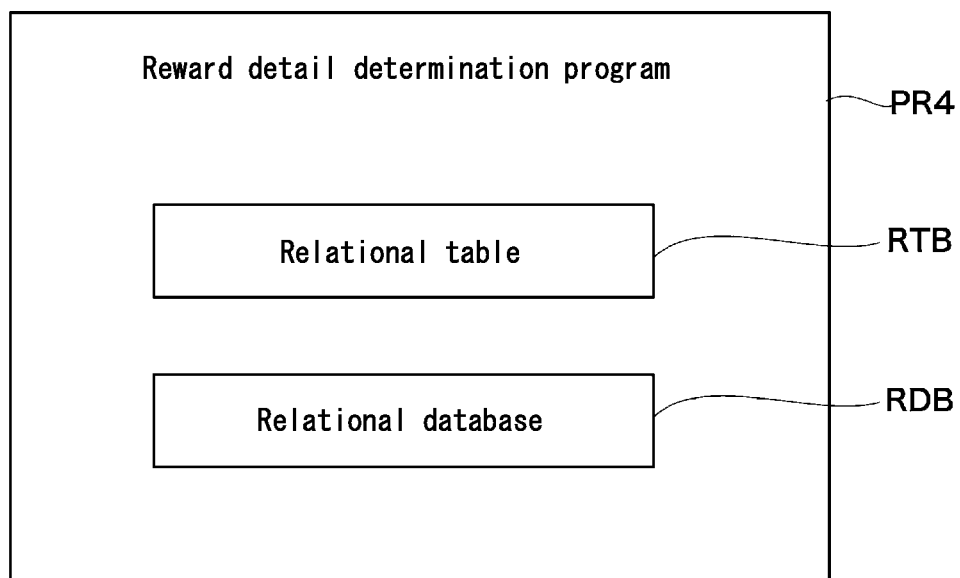 Reward detail determination program
PR4
Relational table
RTB
Relational database
RDB